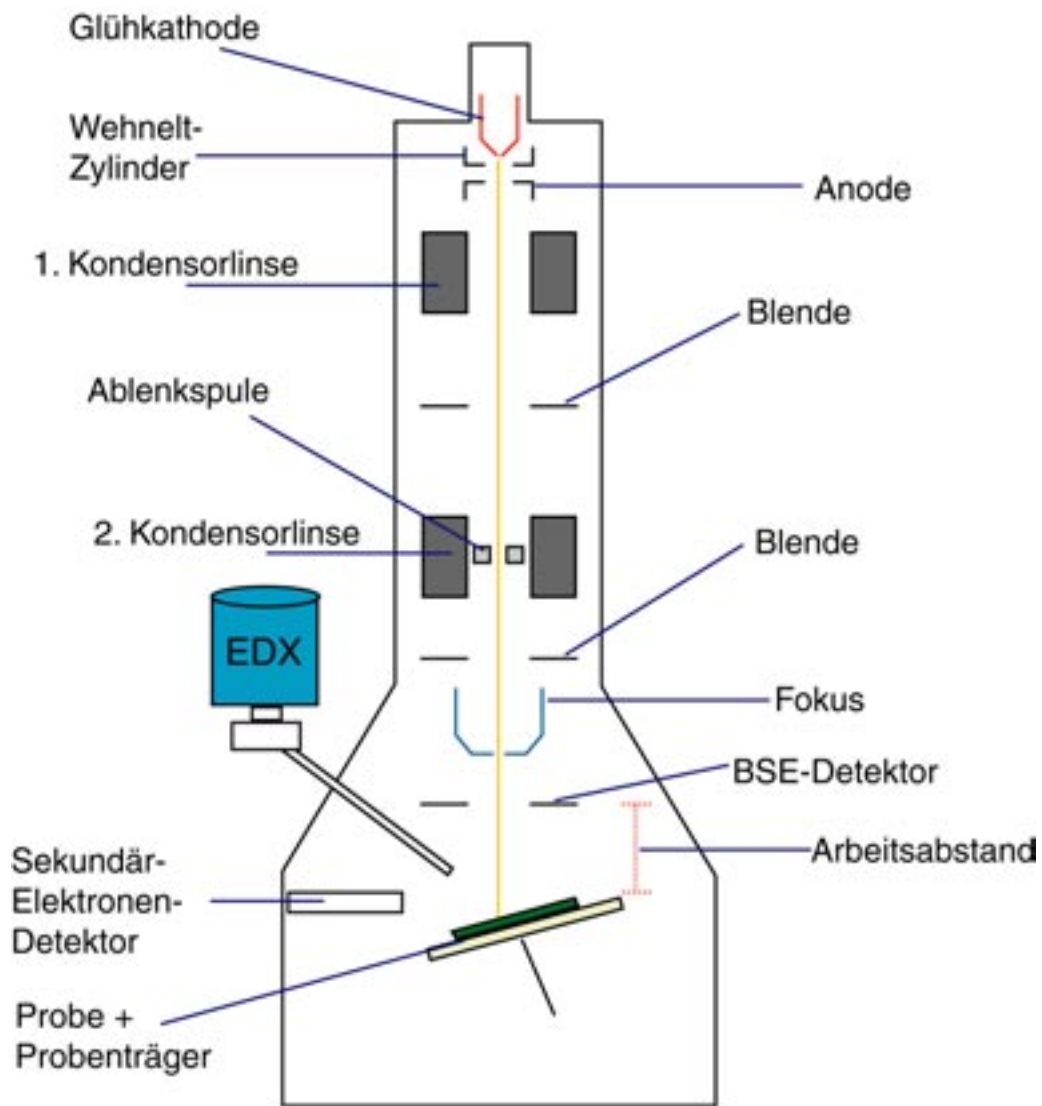 Glühkathode
Wehnelt-
Zylinder
Anode
1. Kondensorlinse
Blende
Ablenkspule
2. Kondensorlinse
Blende
EDX
Fokus
BSE-Detektor
Arbeitsabstand
Sekundär-
Elektronen-
Detektor
Probe +
Probenträger